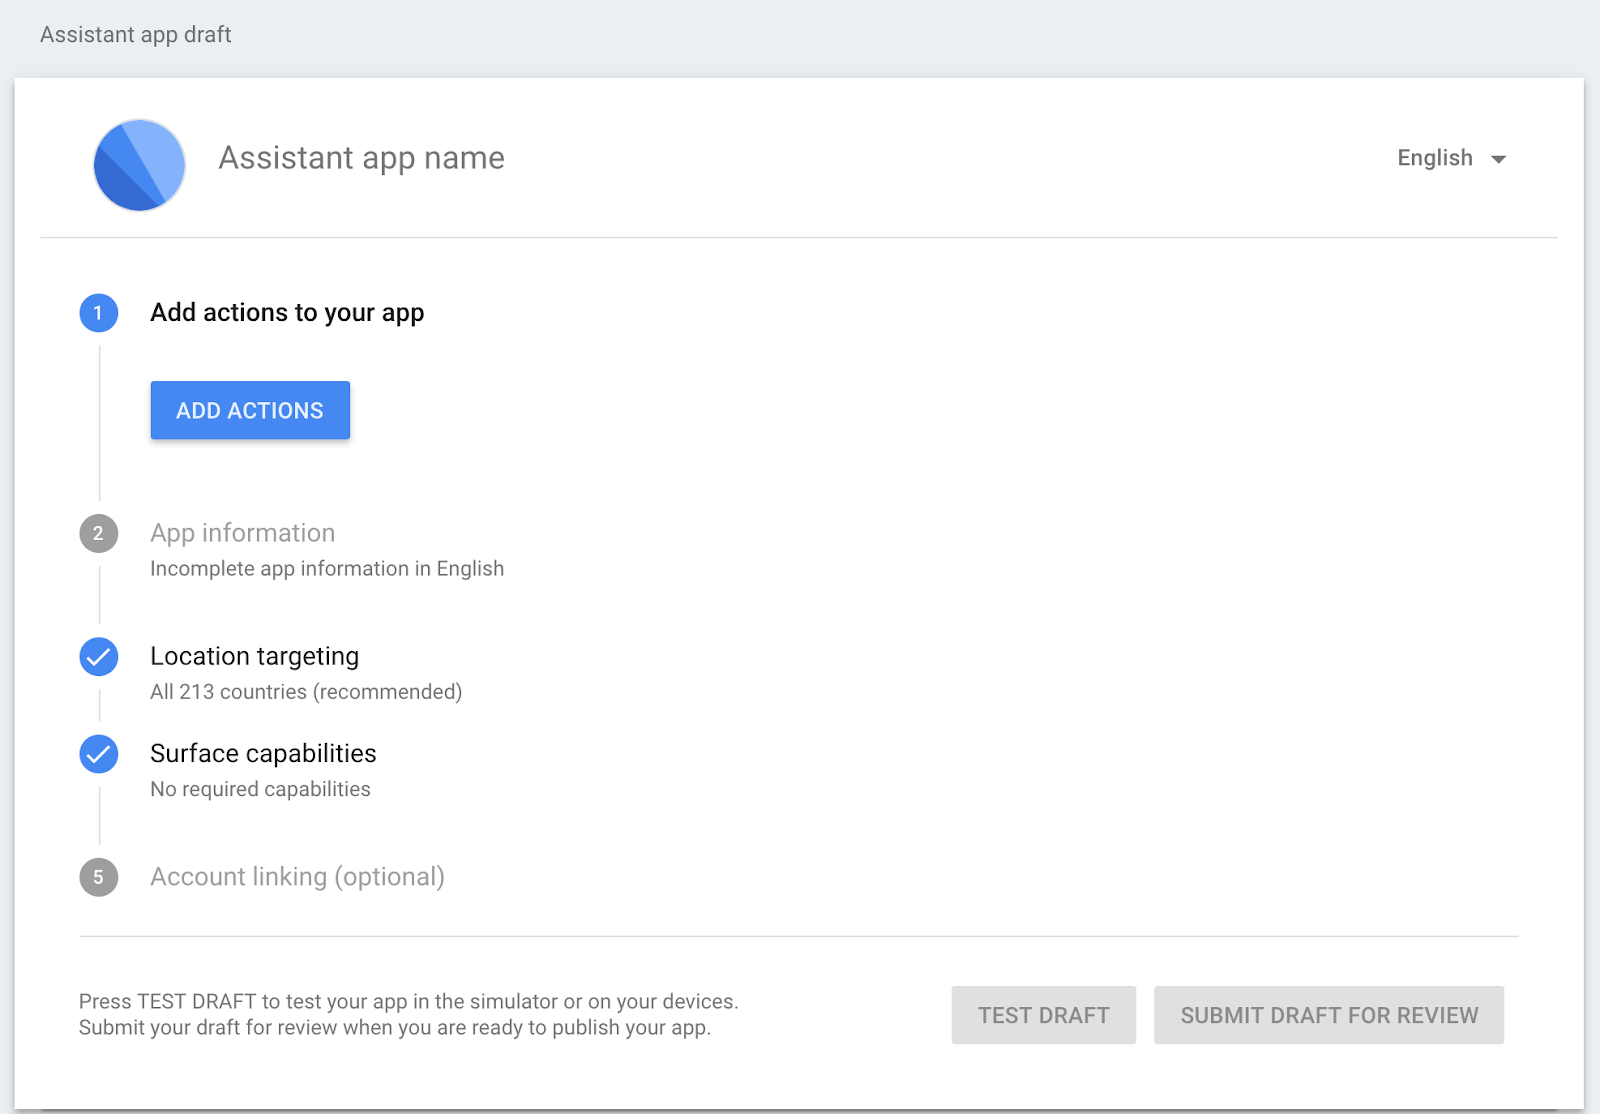 Assistant app draft
Assistant app name
English
1
Add actions to your app
ADD ACTIONS
2
App information
Incomplete app information in English
Location targeting
All 213 countries (recommended)
Surface capabilities
No required capabilities
5
Account linking (optional)
Press TEST DRAFT to test your app in the simulator or on your devices.
Submit your draft for review when you are ready to publish your app.
TEST DRAFT
SUBMIT DRAFT FOR REVIEW